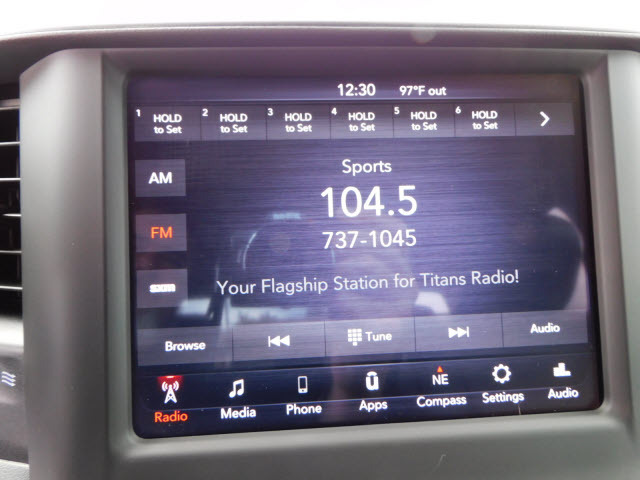 12:30 97°F out
1 HOLD to Set 2 HOLD to Set 3 HOLD to Set 4 HOLD to Set 5 HOLD to Set 6 HOLD to Set
Sports
AM
104.5
FM
737-1045
sxm
Your Flagship Station for Titans Radio!
Browse Tune Audio
NE
Radio Media Phone Apps Compass Settings Audio